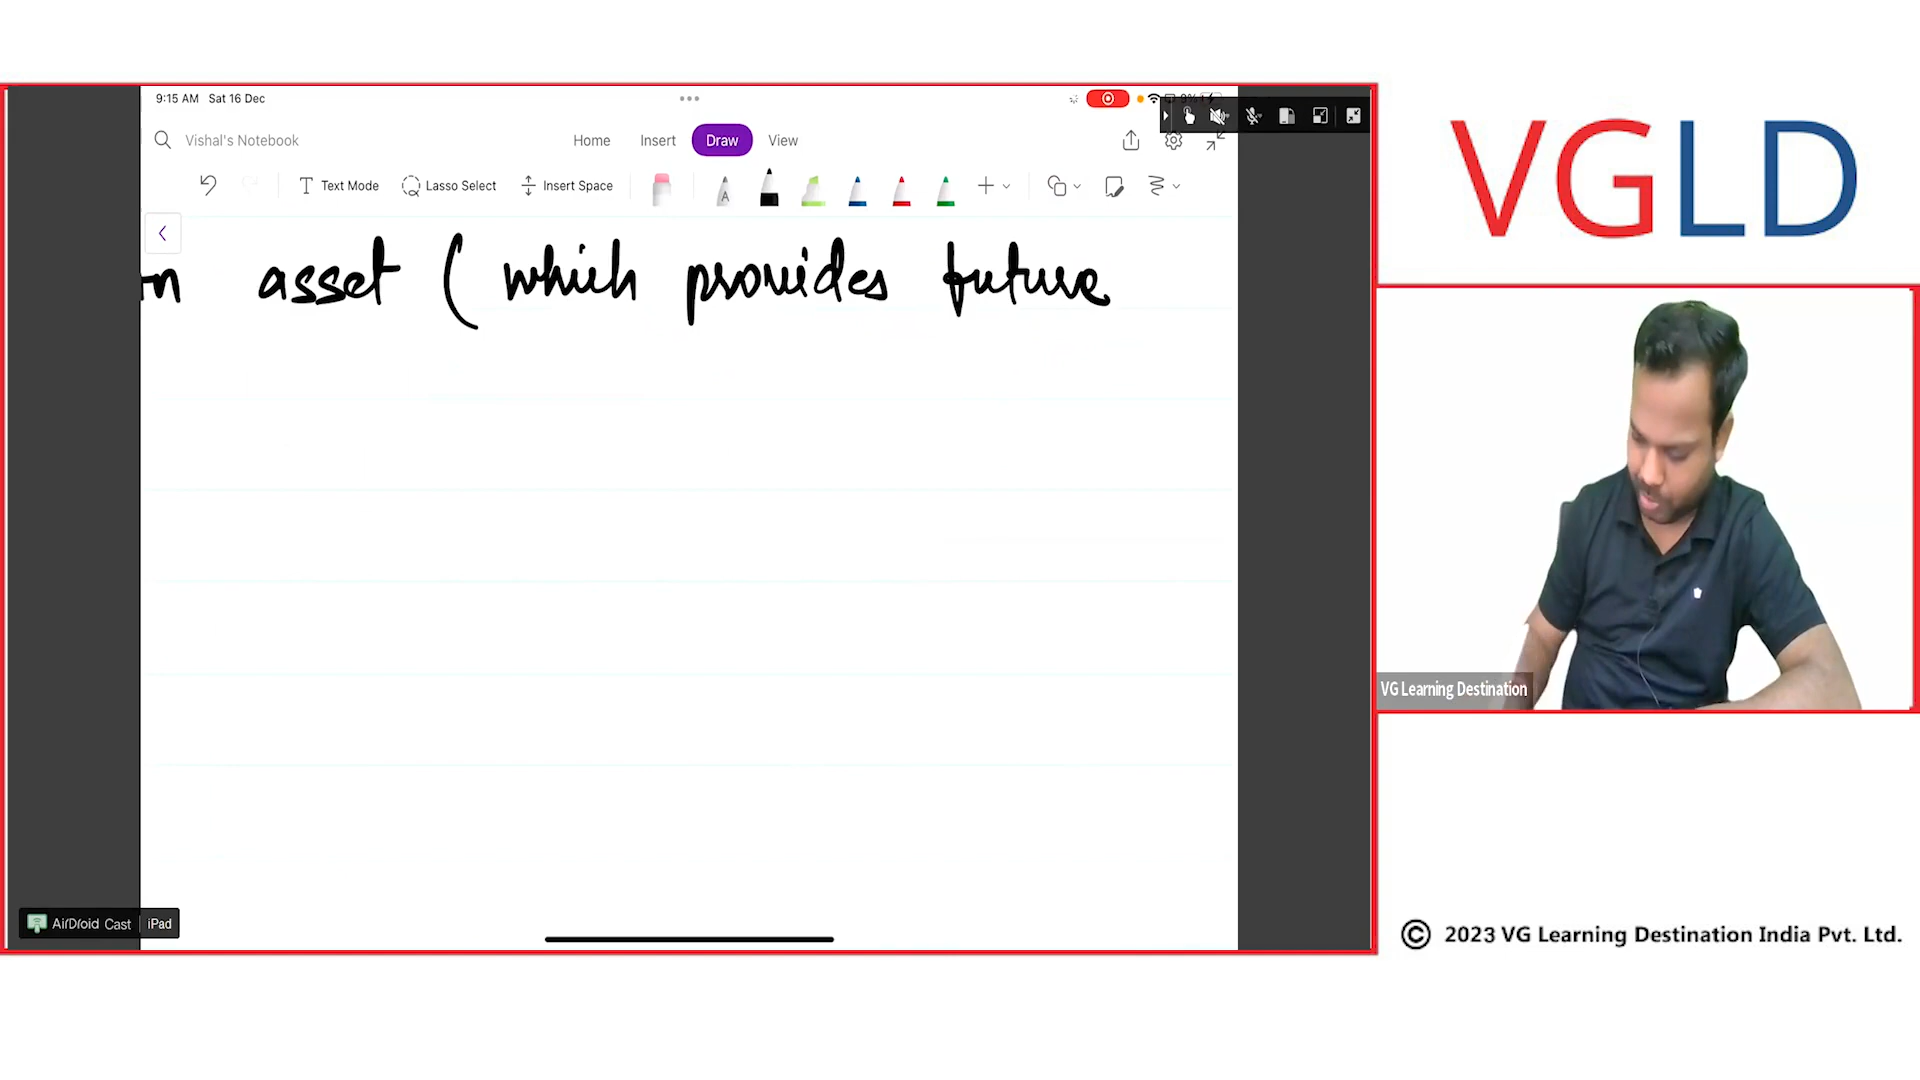 9:15 AM Sat 16 Dec
Vishal's Notebook
Home Insert Draw View
Text Mode Lasso Select Insert Space
asset ( which provides future
AirDroid Cast iPad
VGLD
VG Learning Destination
© 2023 VG Learning Destination India Pvt. Ltd.